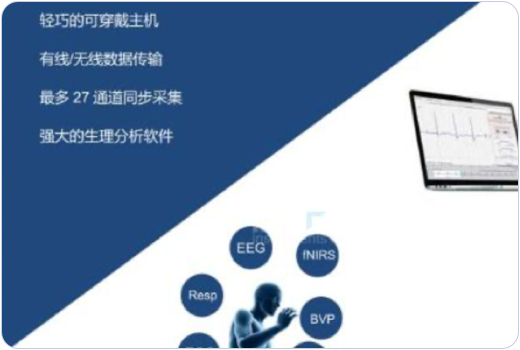 轻巧的可穿戴主机
有线/无线数据传输
最多 27 通道同步采集
强大的生理分析软件
EEG
fNIRS
Resp
BVP